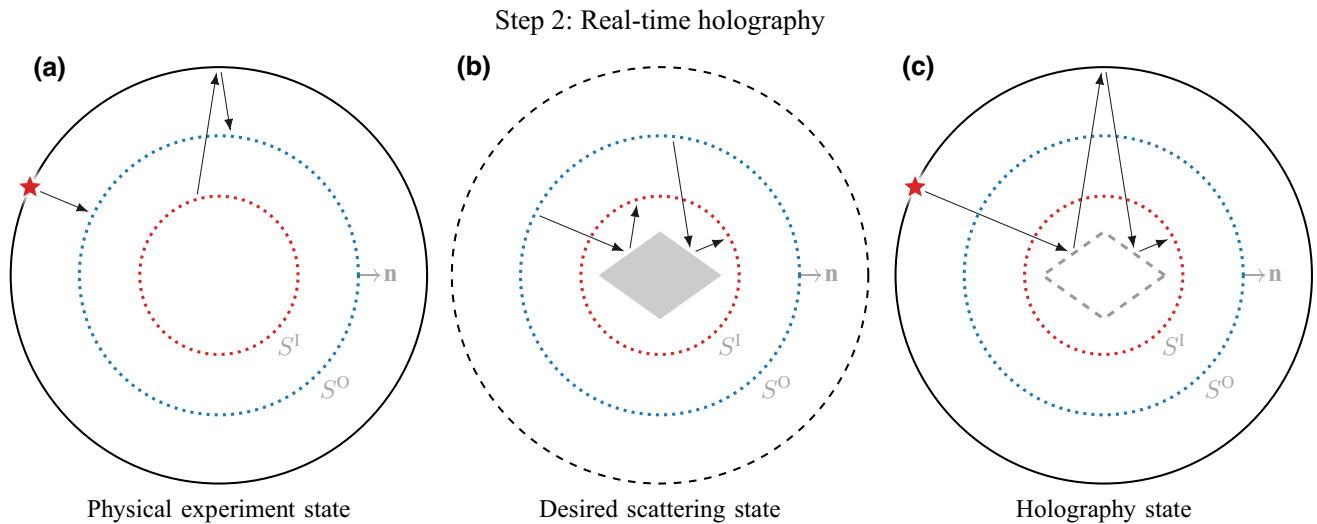 Step 2: Real-time holography
(a)
n
S^I
S^O
Physical experiment state
(b)
n
S^I
S^O
Desired scattering state
(c)
n
S^I
S^O
Holography state